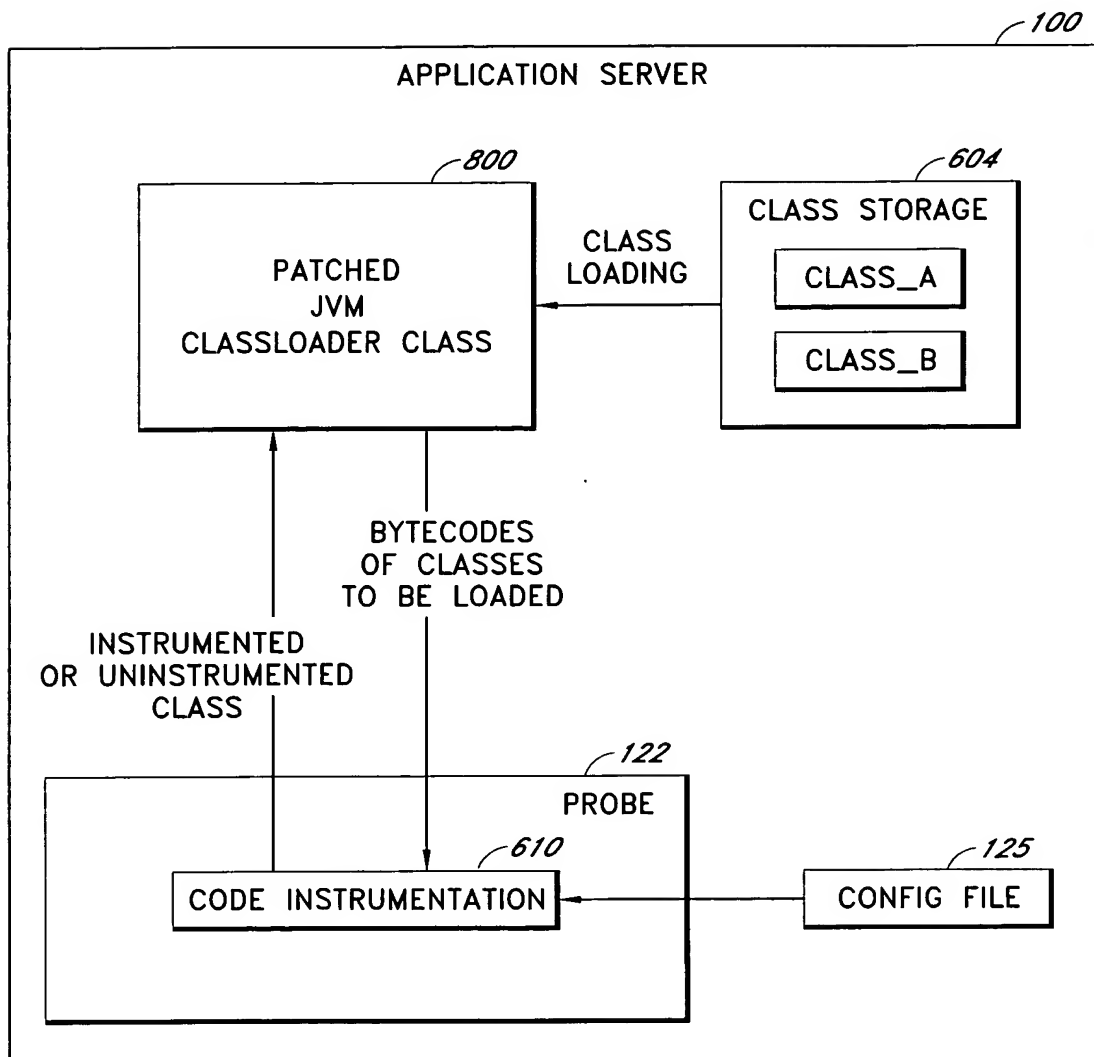 100
APPLICATION SERVER
800
604
PATCHED
JVM
CLASSLOADER CLASS
CLASS
LOADING
CLASS STORAGE
CLASS_A
CLASS_B
BYTECODES
OF CLASSES
TO BE LOADED
INSTRUMENTED
OR UNINSTRUMENTED
CLASS
122
PROBE
610
CODE INSTRUMENTATION
125
CONFIG FILE